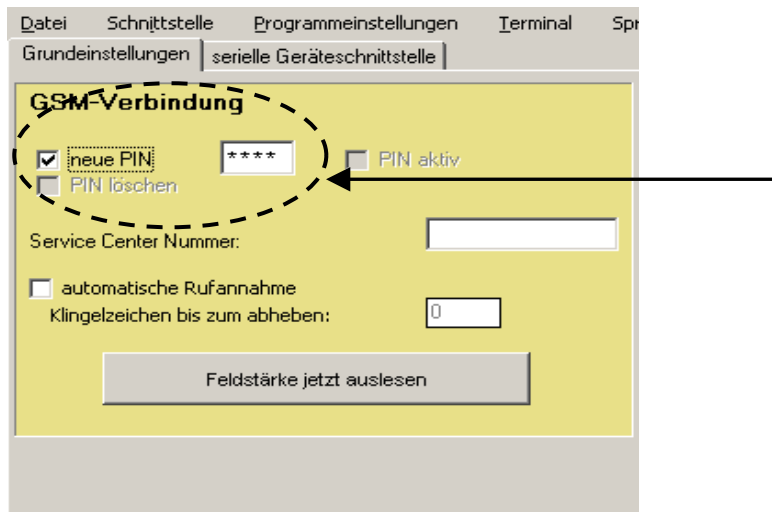 Datei Schnittstelle Programmeinstellungen Terminal Spr
Grundeinstellungen serielle Geräteschnittstelle
GSM-Verbindung
neue PIN **** PIN aktiv
PIN löschen
Service Center Nummer:
automatische Rufannahme
Klingelzeichen bis zum abheben: 0
Feldstärke jetzt auslesen